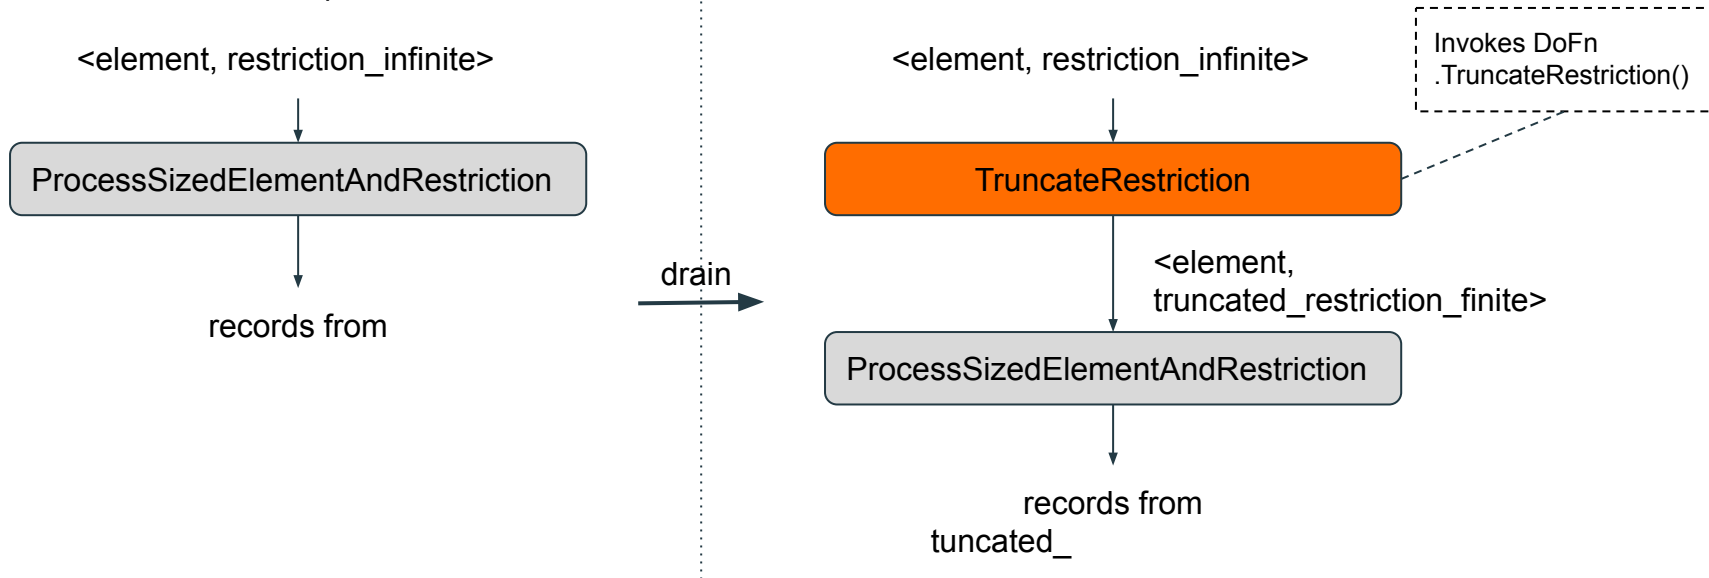 <element, restriction_infinite>
ProcessSizedElementAndRestriction
records from
drain
<element, restriction_infinite>
Invokes DoFn
.TruncateRestriction()
TruncateRestriction
<element,
truncated_restriction_finite>
ProcessSizedElementAndRestriction
records from
tuncated_